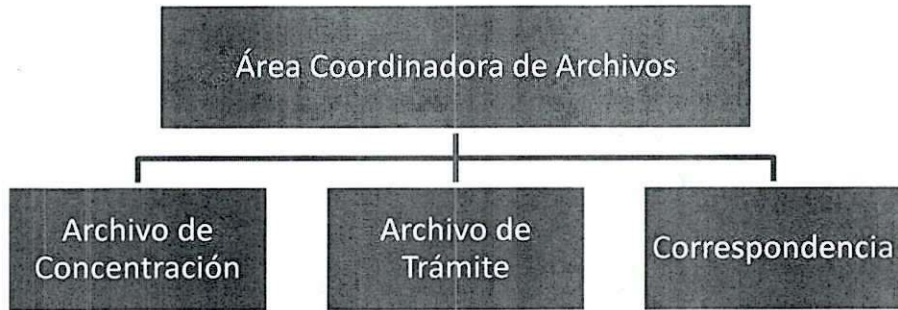 Área Coordinadora de Archivos
Archivo de
Concentración
Archivo de
Trámite
Correspondencia